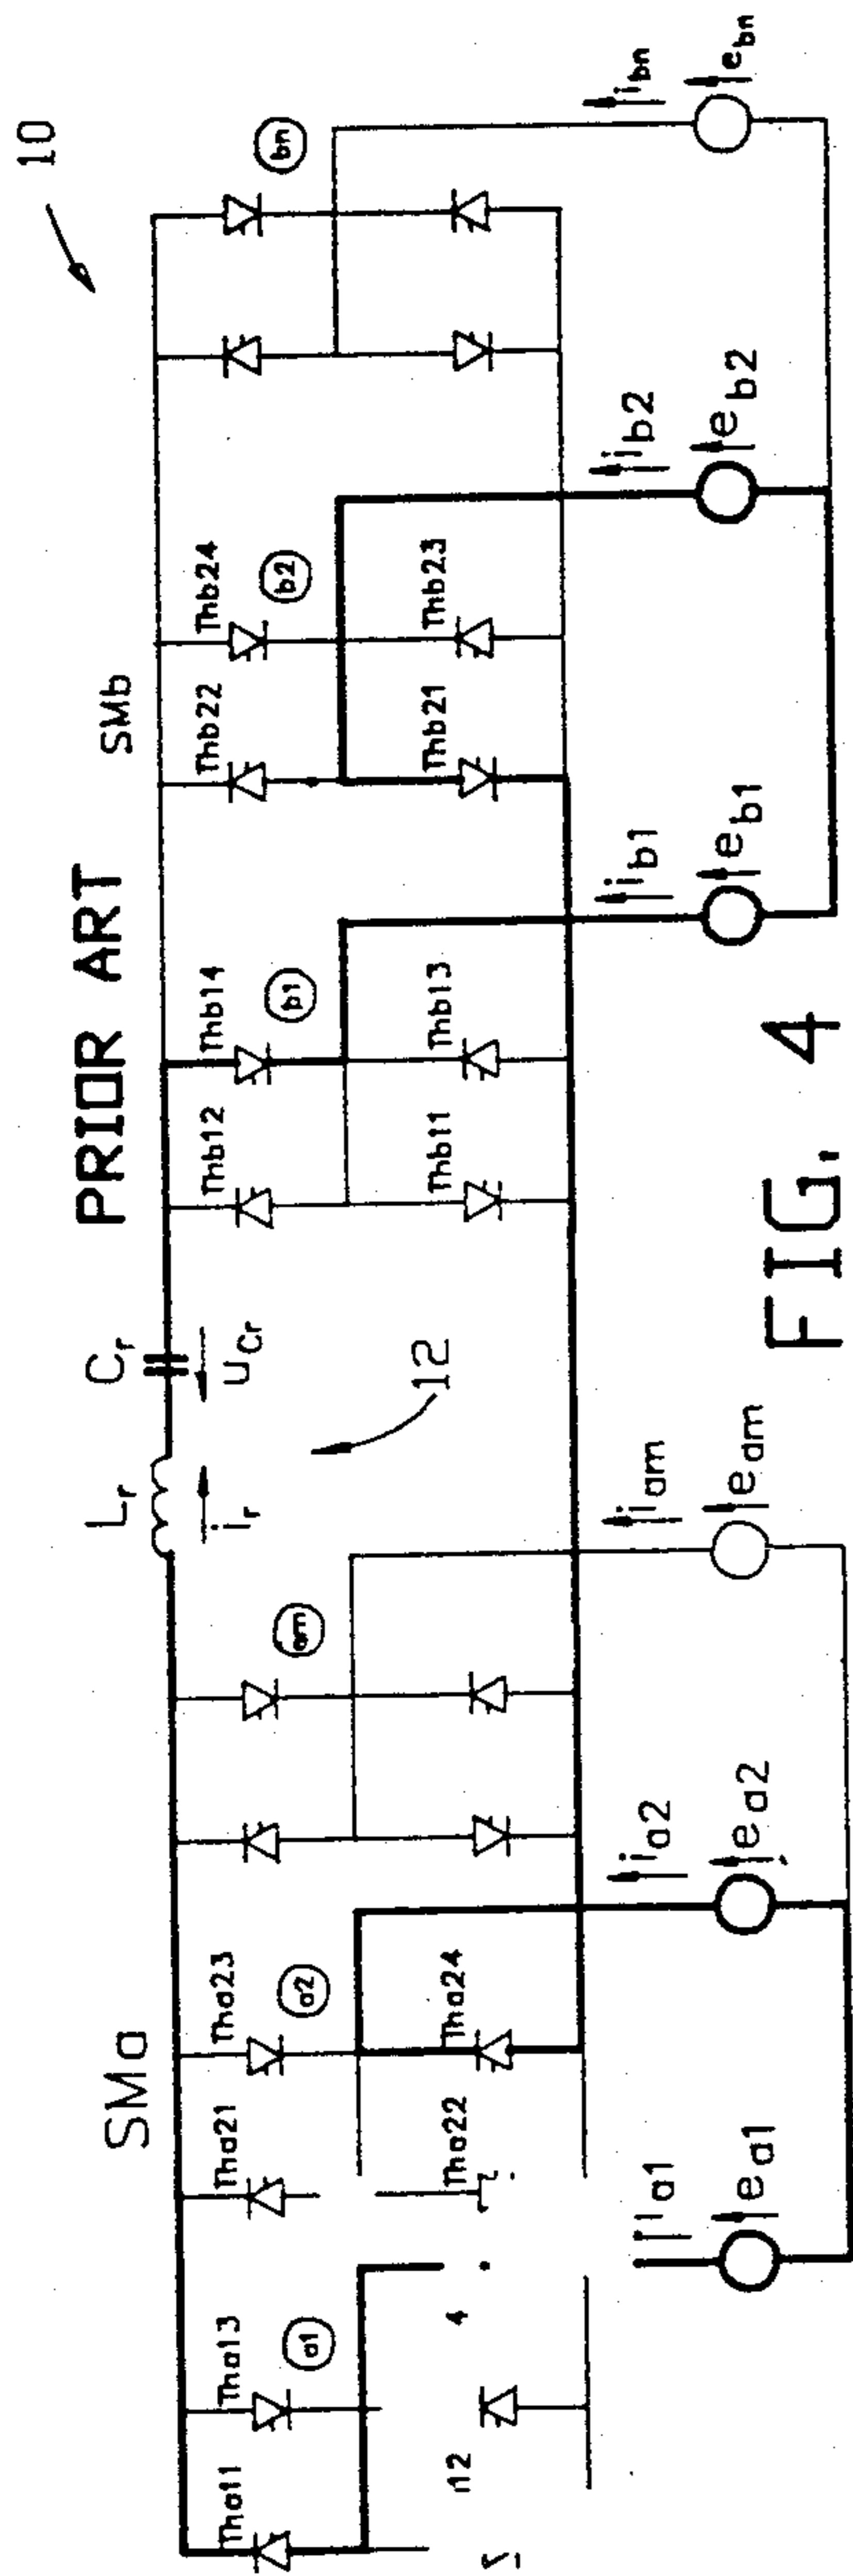 10
PRIOR ART
SMa
SMb
Lr
Cr
ir
uCr
12
Tha11
Tha13
a1
Tha21
Tha23
a2
am
Thb12
Thb14
b1
Thb22
Thb24
b2
bn
n2
4
Tha22
Tha24
Thb11
Thb13
Thb21
Thb23
ia2
iam
ib1
ib2
ibn
ea1
ea2
eam
eb1
eb2
ebn
FIG. 4